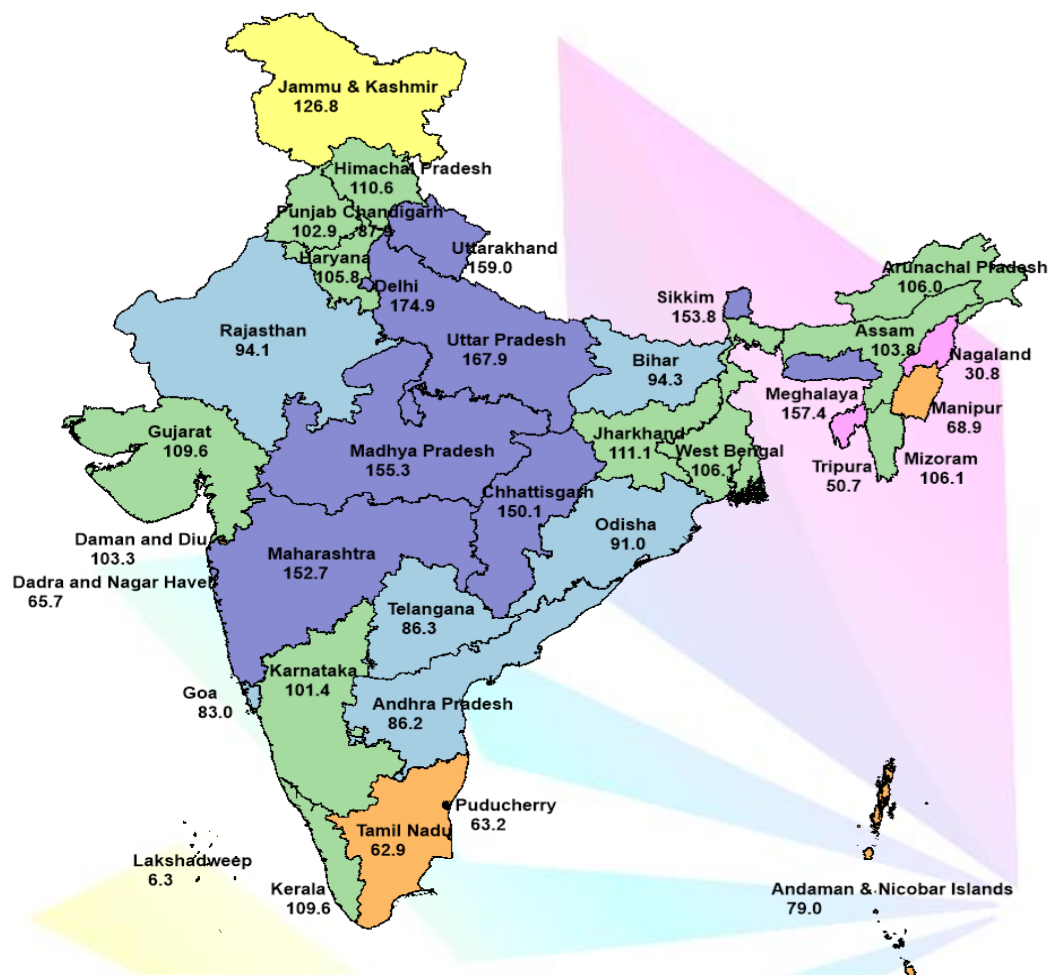 Jammu & Kashmir
126.8
Himachal Pradesh
110.6
Punjab Chandigarh
102.9 87.9
Haryana
105.8
Uttarakhand
159.0
Delhi
174.9
Arunachal Pradesh
106.0
Sikkim
153.8
Rajasthan
94.1
Uttar Pradesh
167.9
Bihar
94.3
Assam
103.8
Nagaland
30.8
Meghalaya
157.4
Manipur
68.9
Gujarat
109.6
Madhya Pradesh
155.3
Jharkhand
111.1
West Bengal
106.1
Tripura
50.7
Mizoram
106.1
Chhattisgarh
150.1
Odisha
91.0
Daman and Diu
103.3
Maharashtra
152.7
Dadra and Nagar Havel
65.7
Telangana
86.3
Karnataka
101.4
Goa
83.0
Andhra Pradesh
86.2
Puducherry
63.2
Tamil Nadu
62.9
Lakshadweep
6.3
Kerala
109.6
Andaman & Nicobar Islands
79.0